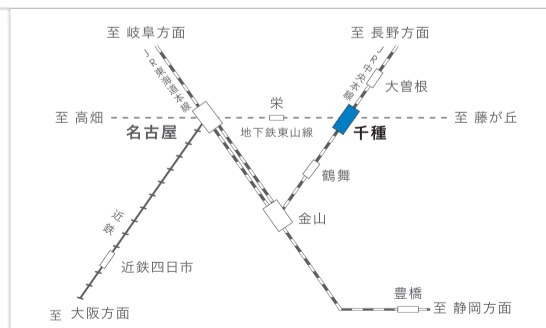 至 岐阜方面
至 長野方面
JR東海道本線
JR中央本線
大曽根
至 高畑
栄
至 藤が丘
名古屋
地下鉄東山線
千種
鶴舞
金山
近鉄
近鉄四日市
豊橋
至 大阪方面
至 静岡方面